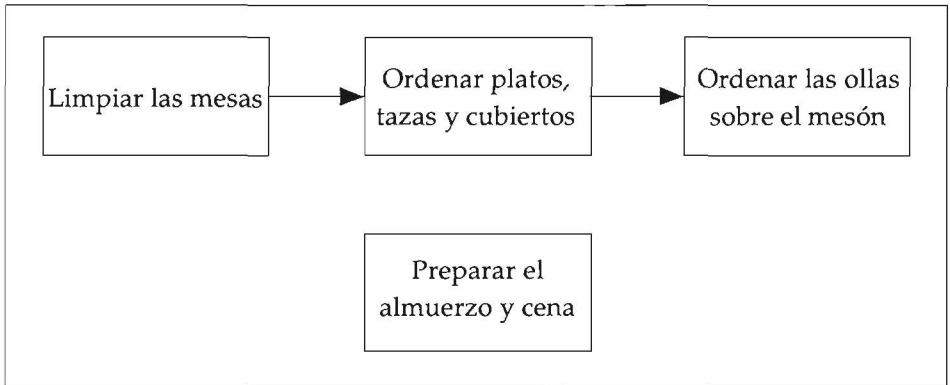 Limpiar las mesas
Ordenar platos,
tazas y cubiertos
Ordenar las ollas
sobre el mesón
Preparar el
almuerzo y cena